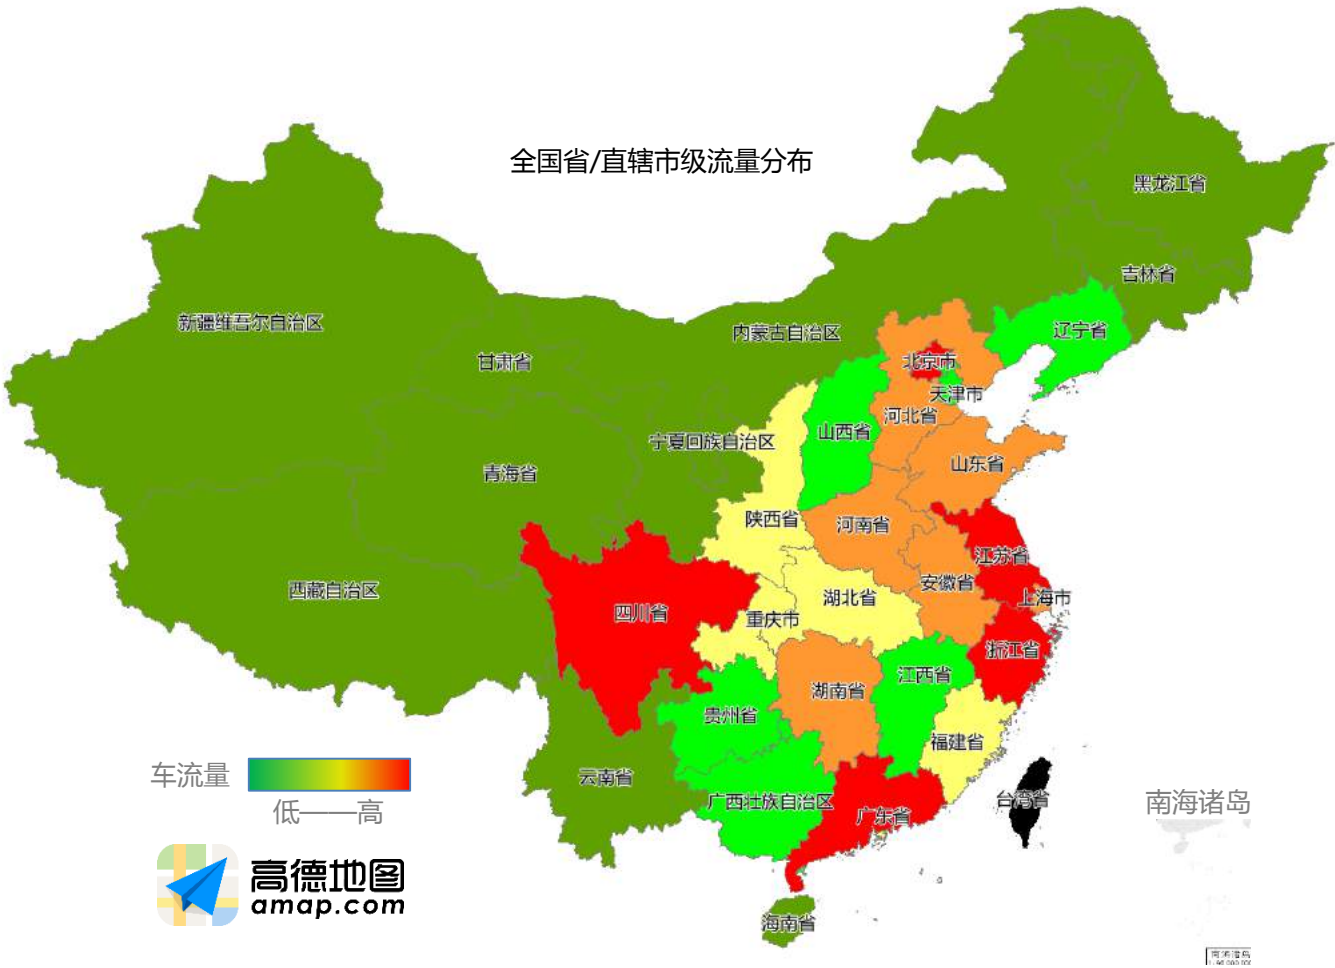 全国省/直辖市级流量分布
黑龙江省
吉林省
新疆维吾尔自治区
内蒙古自治区
辽宁省
甘肃省
北京市
天津市
河北省
山西省
宁夏回族自治区
山东省
青海省
陕西省
河南省
江苏省
安徽省
西藏自治区
湖北省
上海市
四川省
重庆市
浙江省
江西省
湖南省
贵州省
福建省
车流量
云南省
广西壮族自治区
台湾省
南海诸岛
低——高
广东省
高德地图
amap.com
海南省
南海诸岛